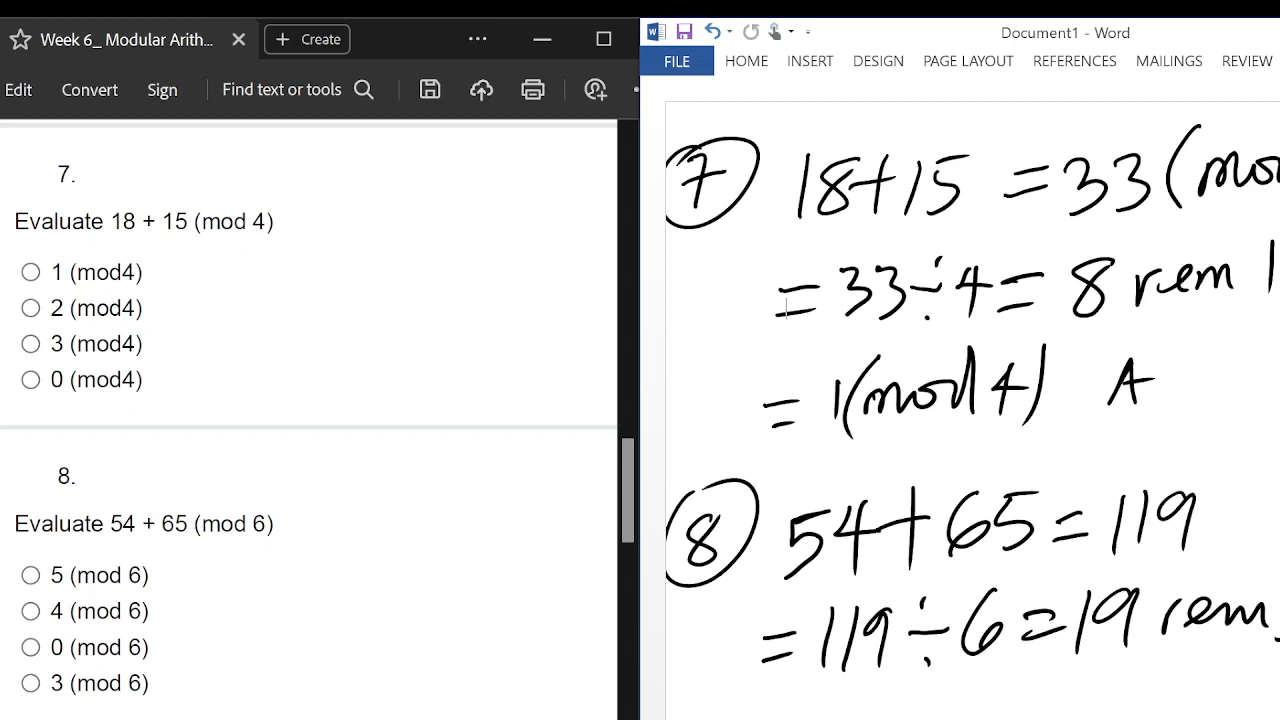 Week 6_ Modular Arith...
Create
Document1 - Word
Edit Convert Sign Find text or tools
FILE HOME INSERT DESIGN PAGE LAYOUT REFERENCES MAILINGS REVIEW
7.
Evaluate 18 + 15 (mod 4)
1 (mod4)
2 (mod4)
3 (mod4)
0 (mod4)
8.
Evaluate 54 + 65 (mod 6)
5 (mod 6)
4 (mod 6)
0 (mod 6)
3 (mod 6)
7 18+15 = 33 (mo
= 33 ÷ 4 = 8 rem 1
= 1 (mod 4) A
8 54+65 = 119
= 119 ÷ 6 = 19 rem